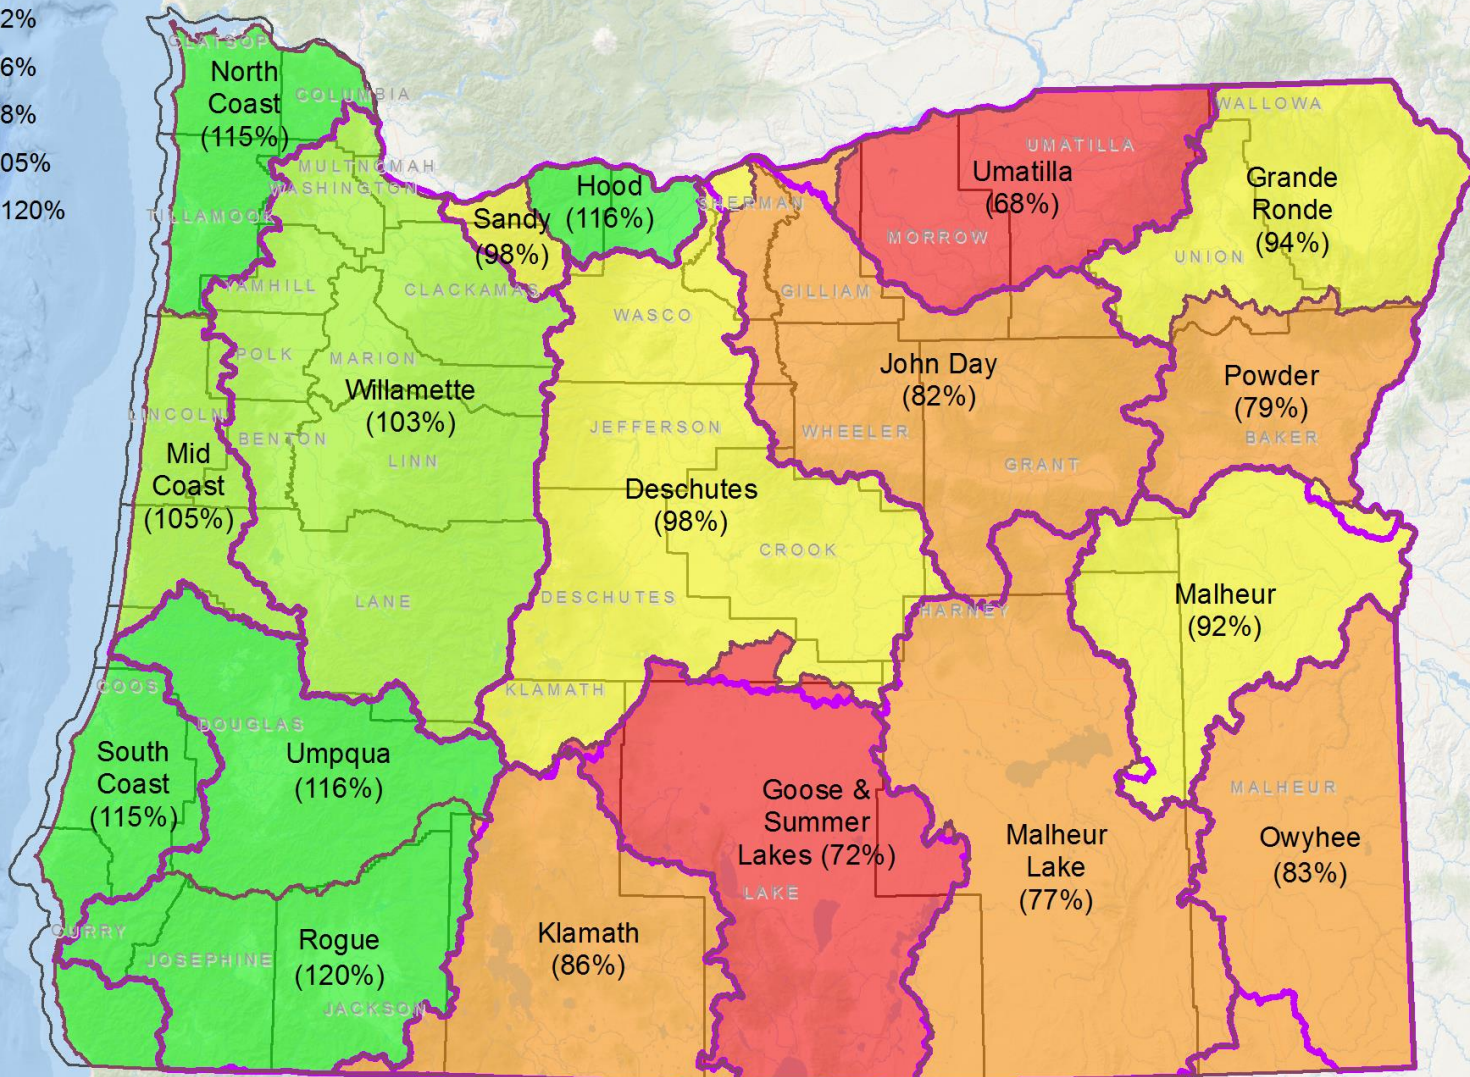 2%
6%
8%
05%
120%
CLATSOP
North
Coast
(115%)
COLUMBIA
MULTNOMAH
WASHINGTON
TILLAMOOK
Sandy
(98%)
Hood
(116%)
SHERMAN
UMATILLA
Umatilla
(68%)
MORROW
WALLOWA
Grande
Ronde
(94%)
UNION
YAMHILL
CLACKAMAS
WASCO
GILLIAM
POLK
MARION
Willamette
(103%)
John Day
(82%)
Powder
(79%)
BAKER
LINCOLN
BENTON
LINN
JEFFERSON
WHEELER
GRANT
Mid
Coast
(105%)
Deschutes
(98%)
CROOK
LANE
DESCHUTES
HARNEY
Malheur
(92%)
COOS
DOUGLAS
KLAMATH
South
Coast
(115%)
Umpqua
(116%)
Goose &
Summer
Lakes (72%)
LAKE
Malheur
Lake
(77%)
MALHEUR
Owyhee
(83%)
CURRY
JOSEPHINE
Rogue
(120%)
JACKSON
Klamath
(86%)